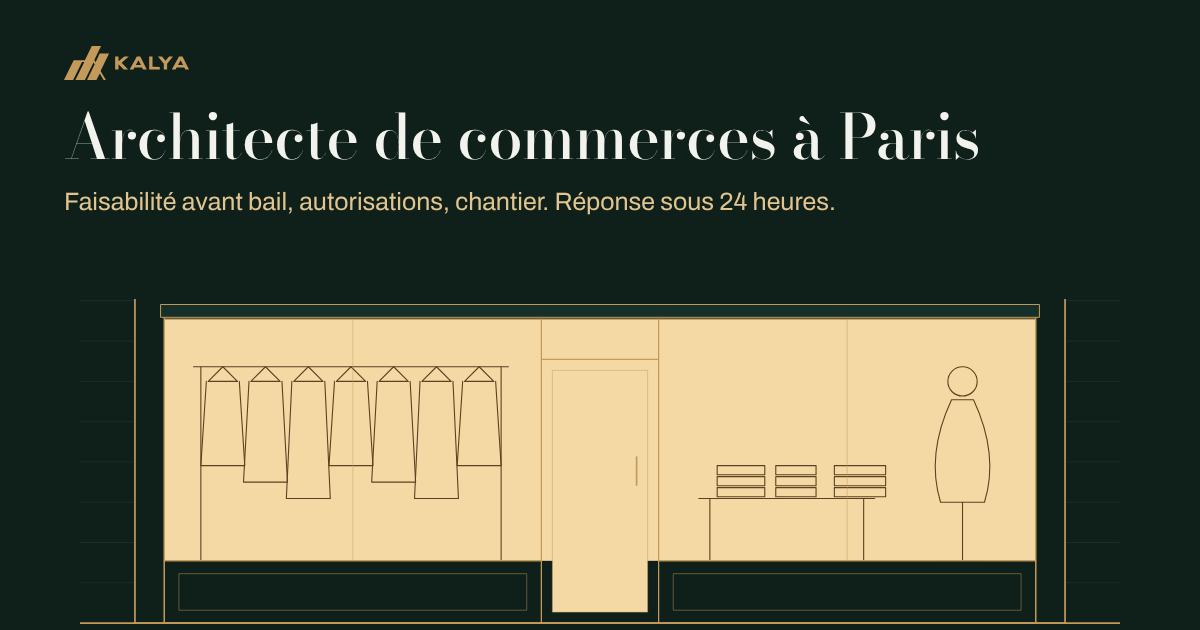 KALYA
Architecte de commerces à Paris
Faisabilité avant bail, autorisations, chantier. Réponse sous 24 heures.